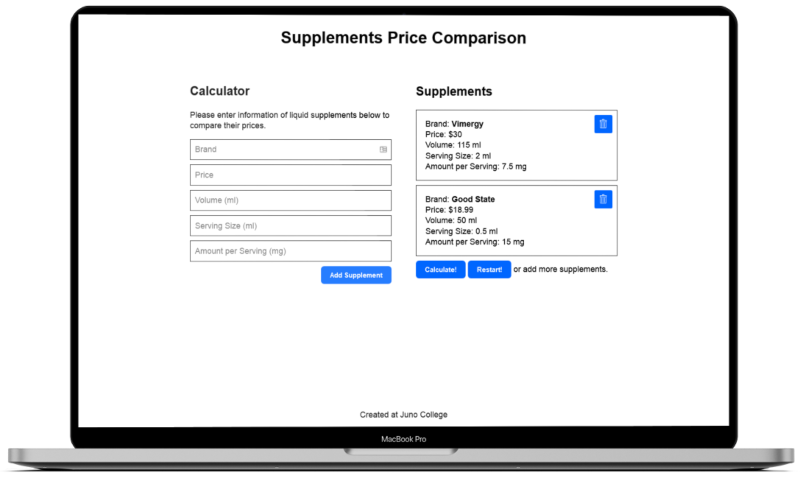 Supplements Price Comparison
Calculator
Please enter information of liquid supplements below to
compare their prices.
Brand
Price
Volume (ml)
Serving Size (ml)
Amount per Serving (mg)
Add Supplement
Supplements
Brand: Vimergy
Price: $30
Volume: 115 ml
Serving Size: 2 ml
Amount per Serving: 7.5 mg
Brand: Good State
Price: $18.99
Volume: 50 ml
Serving Size: 0.5 ml
Amount per Serving: 15 mg
Calculate! Restart! or add more supplements.
Created at Juno College
MacBook Pro